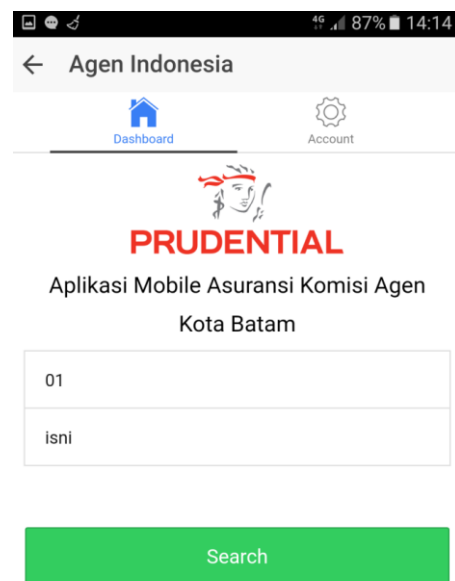 4G 87% 14:14
Agen Indonesia
Dashboard Account
PRUDENTIAL
Aplikasi Mobile Asuransi Komisi Agen
Kota Batam
01
isni
Search